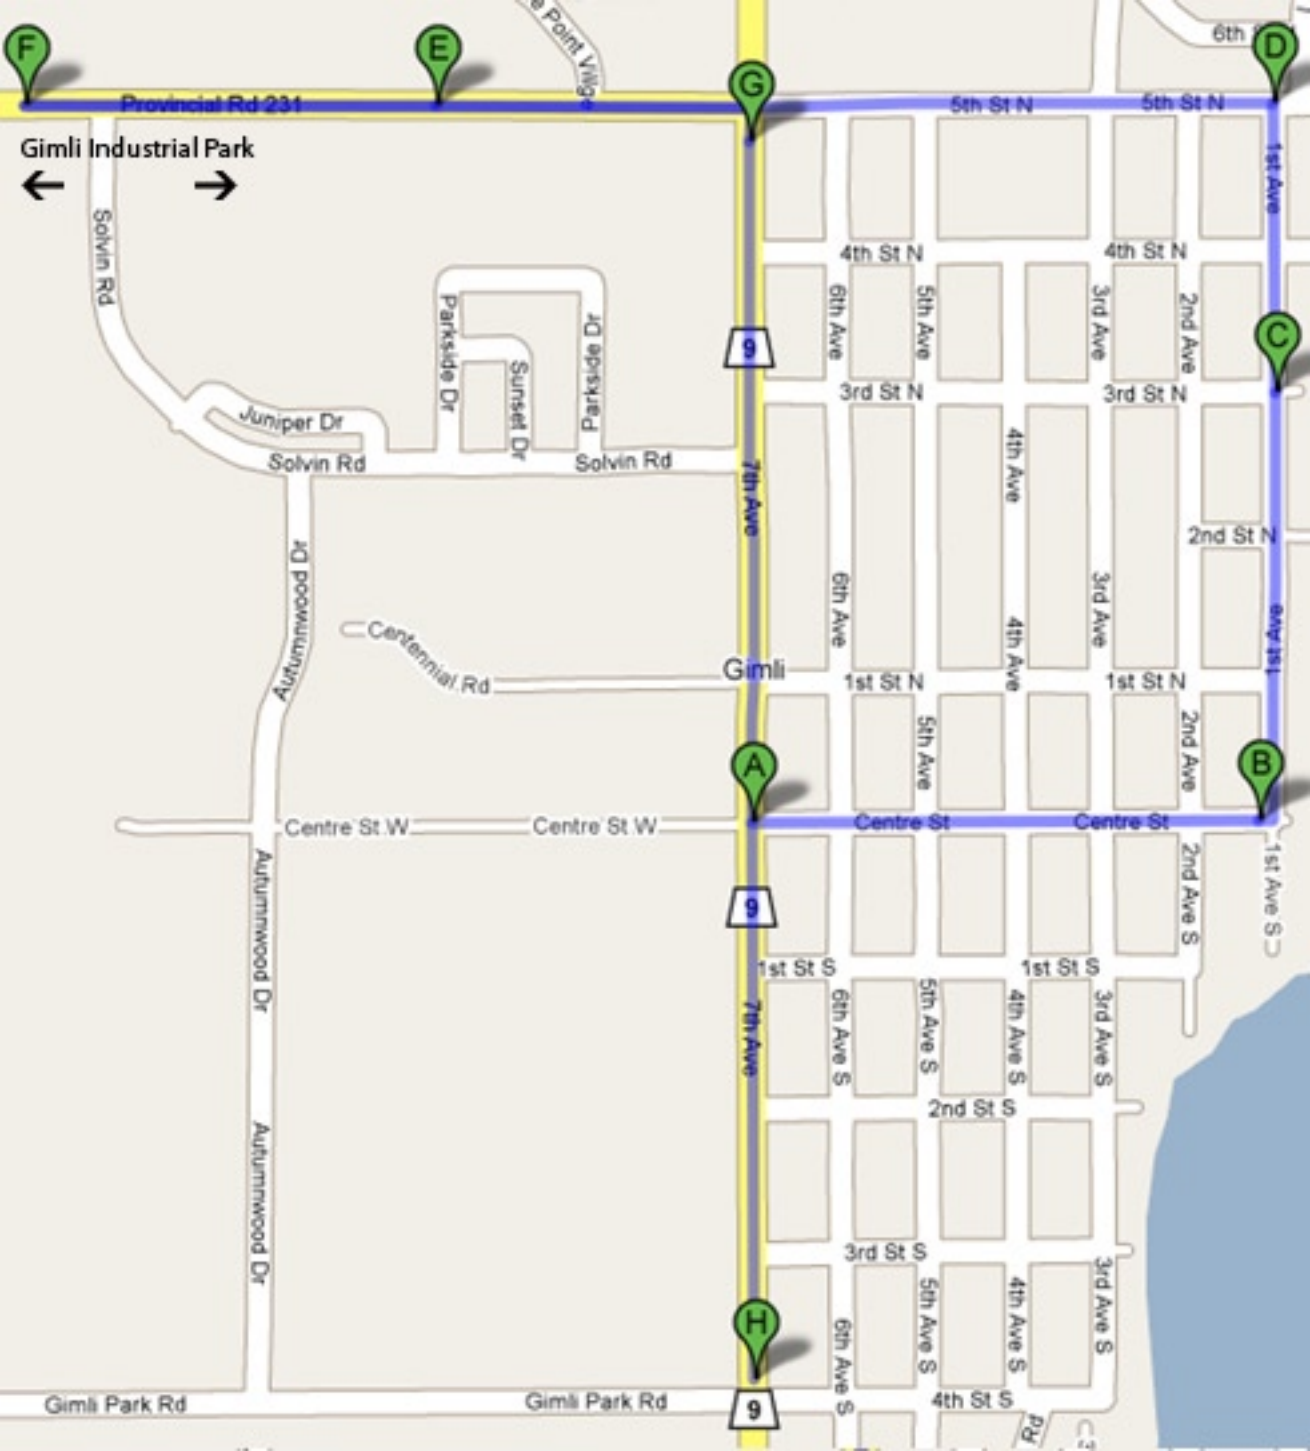 e Point Villag
6th
F
E
G
D
Provincial Rd 231
5th St N
5th St N
Gimli Industrial Park
1st Ave
Solvin Rd
4th St N
4th St N
Parkside Dr
Parkside Dr
Sunset Dr
6th Ave
5th Ave
3rd Ave
2nd Ave
C
9
3rd St N
3rd St N
Juniper Dr
Solvin Rd
Solvin Rd
7th Ave
4th Ave
2nd St N
Autumnwood Dr
Centennial Rd
6th Ave
4th Ave
3rd Ave
1st Ave
Gimli
1st St N
1st St N
5th Ave
2nd Ave
A
B
Centre St W
Centre St W
Centre St
Centre St
Autumnwood Dr
2nd Ave S
1st Ave S
9
1st St S
1st St S
7th Ave
6th Ave S
5th Ave S
4th Ave S
3rd Ave S
2nd St S
Autumnwood Dr
3rd St S
H
6th Ave S
5th Ave S
4th Ave S
3rd Ave S
Gimli Park Rd
Gimli Park Rd
9
4th St S
Rd